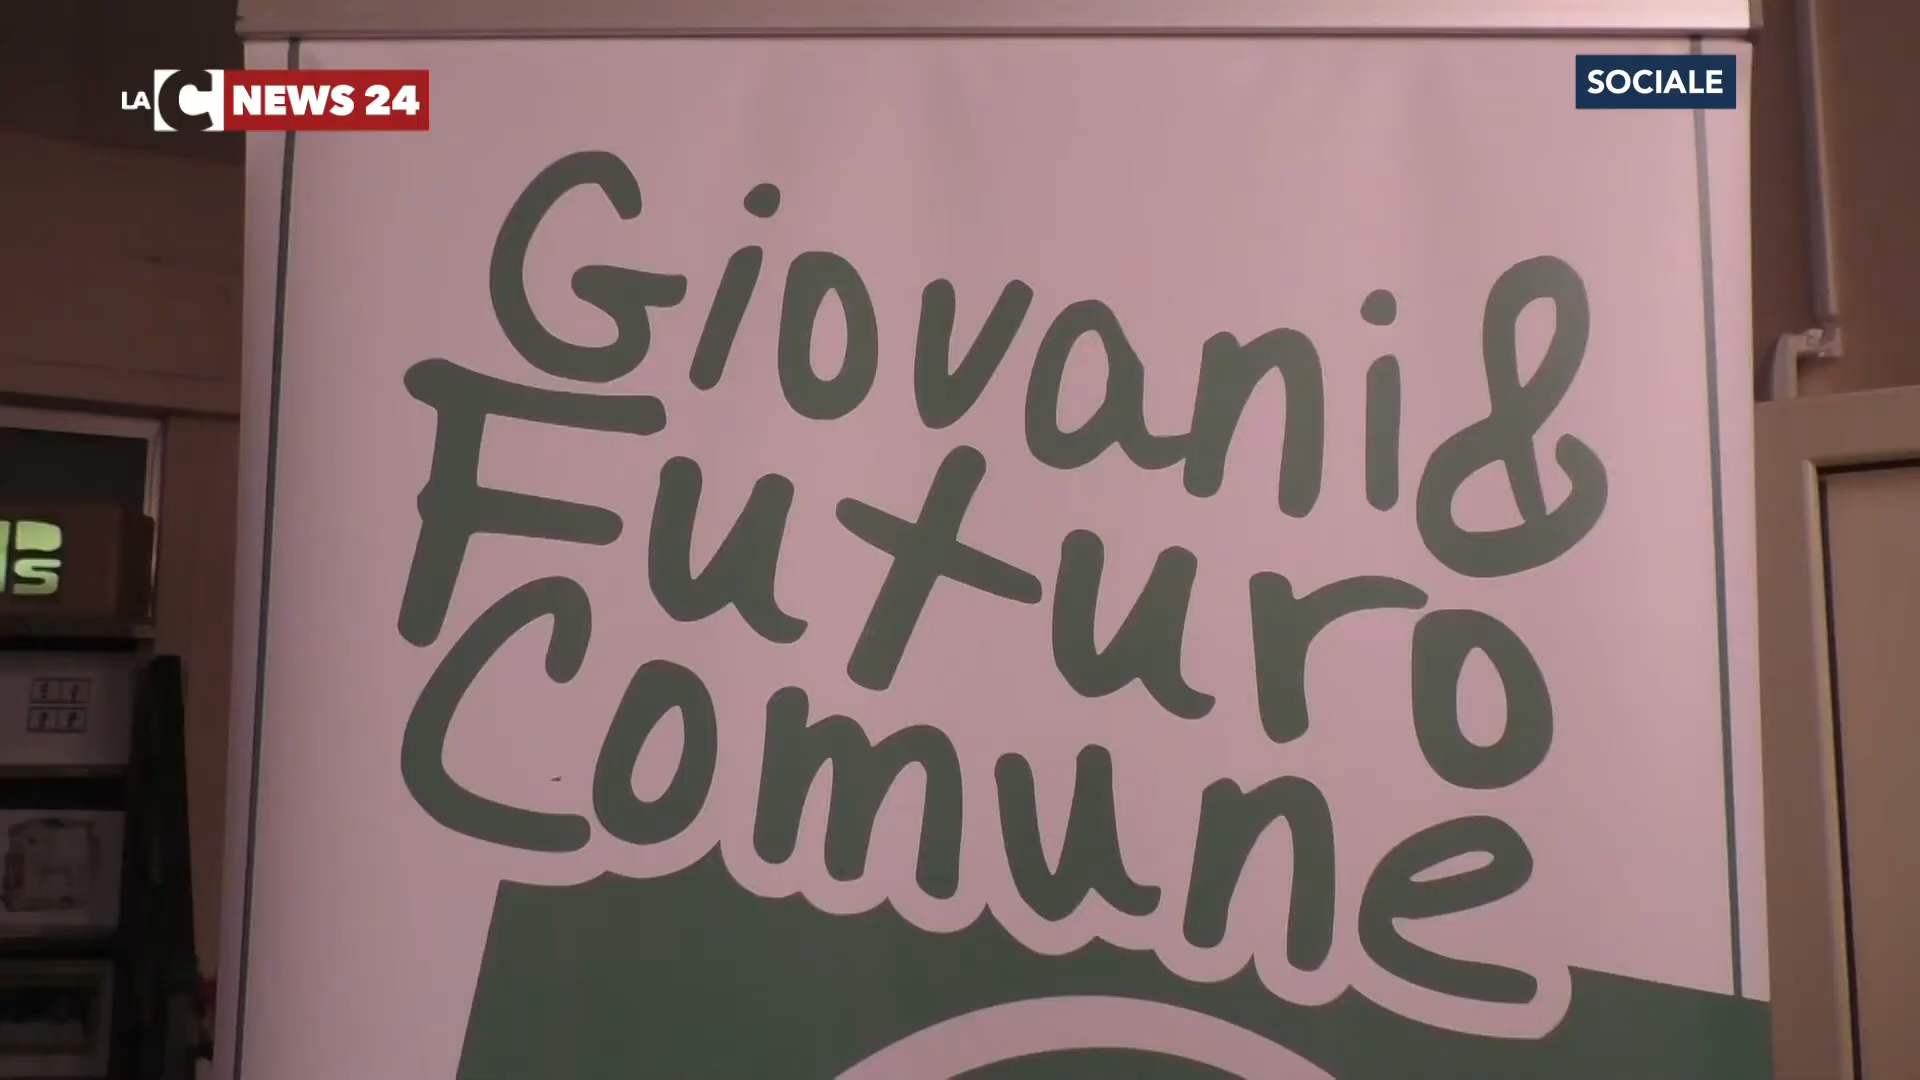 LA C NEWS 24
SOCIALE
Giovani &
Futuro
Comune